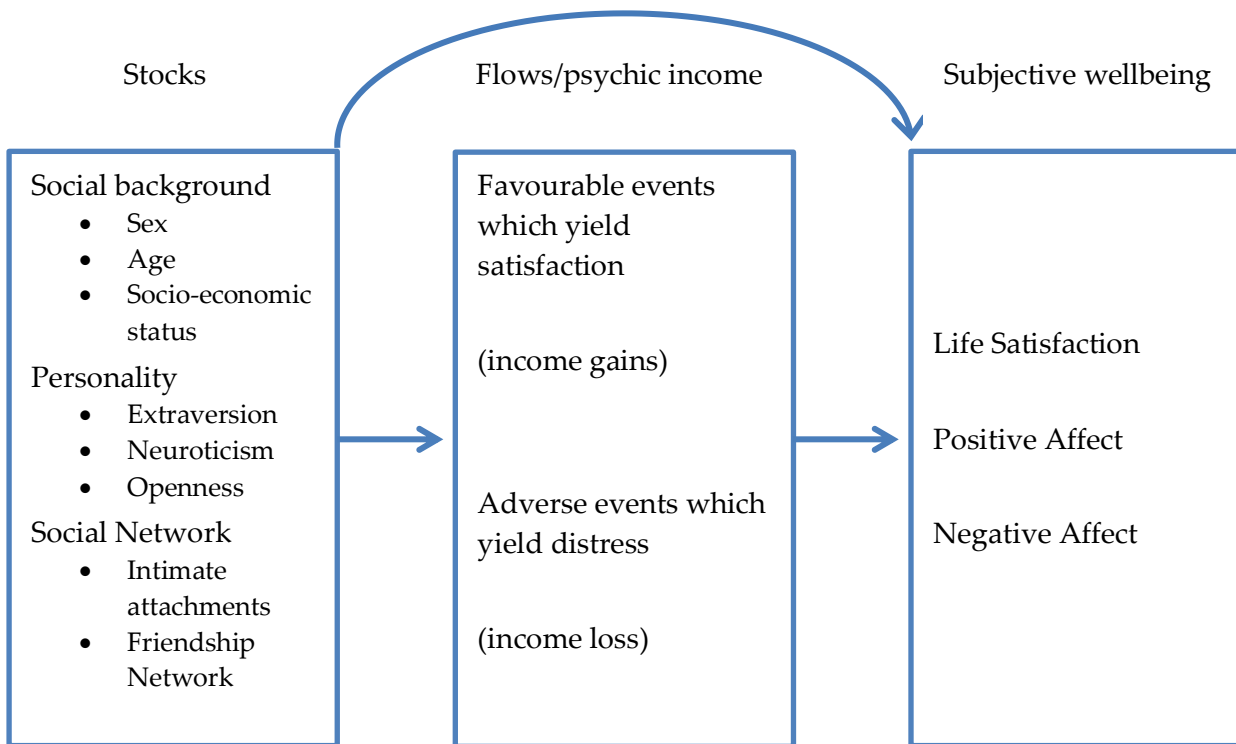 Stocks
Flows/psychic income
Subjective wellbeing
Social background
• Sex
• Age
• Socio-economic
status
Personality
• Extraversion
• Neuroticism
• Openness
Social Network
• Intimate
attachments
• Friendship
Network
Favourable events
which yield
satisfaction
(income gains)
Adverse events which
yield distress
(income loss)
Life Satisfaction
Positive Affect
Negative Affect